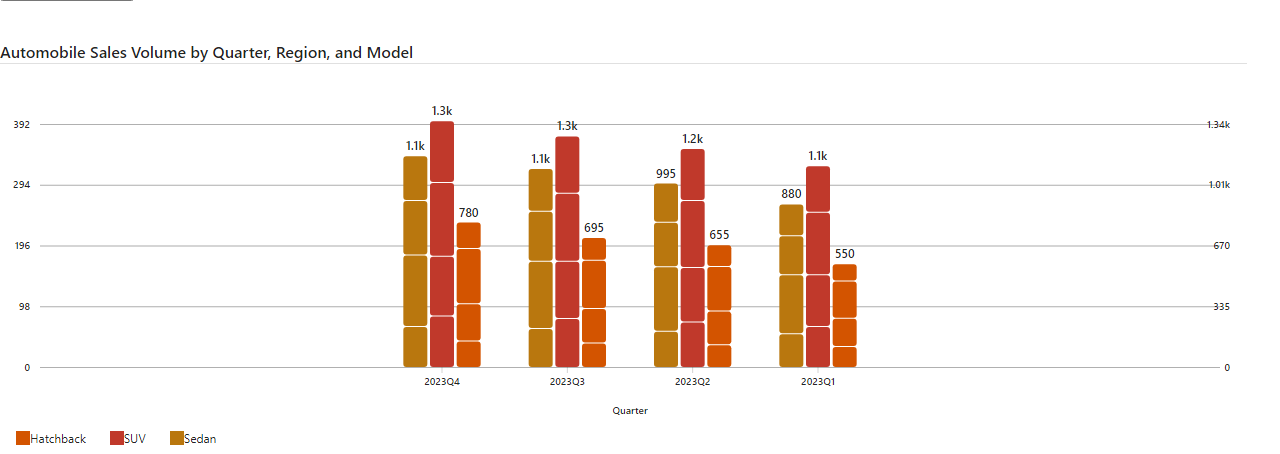 Automobile Sales Volume by Quarter, Region, and Model
1.3k
1.3k
1.2k
1.1k
1.1k
1.1k
995
880
780
695
655
550
392
294
196
98
0
1.34k
1.01k
670
335
0
2023Q4 2023Q3 2023Q2 2023Q1
Quarter
Hatchback SUV Sedan